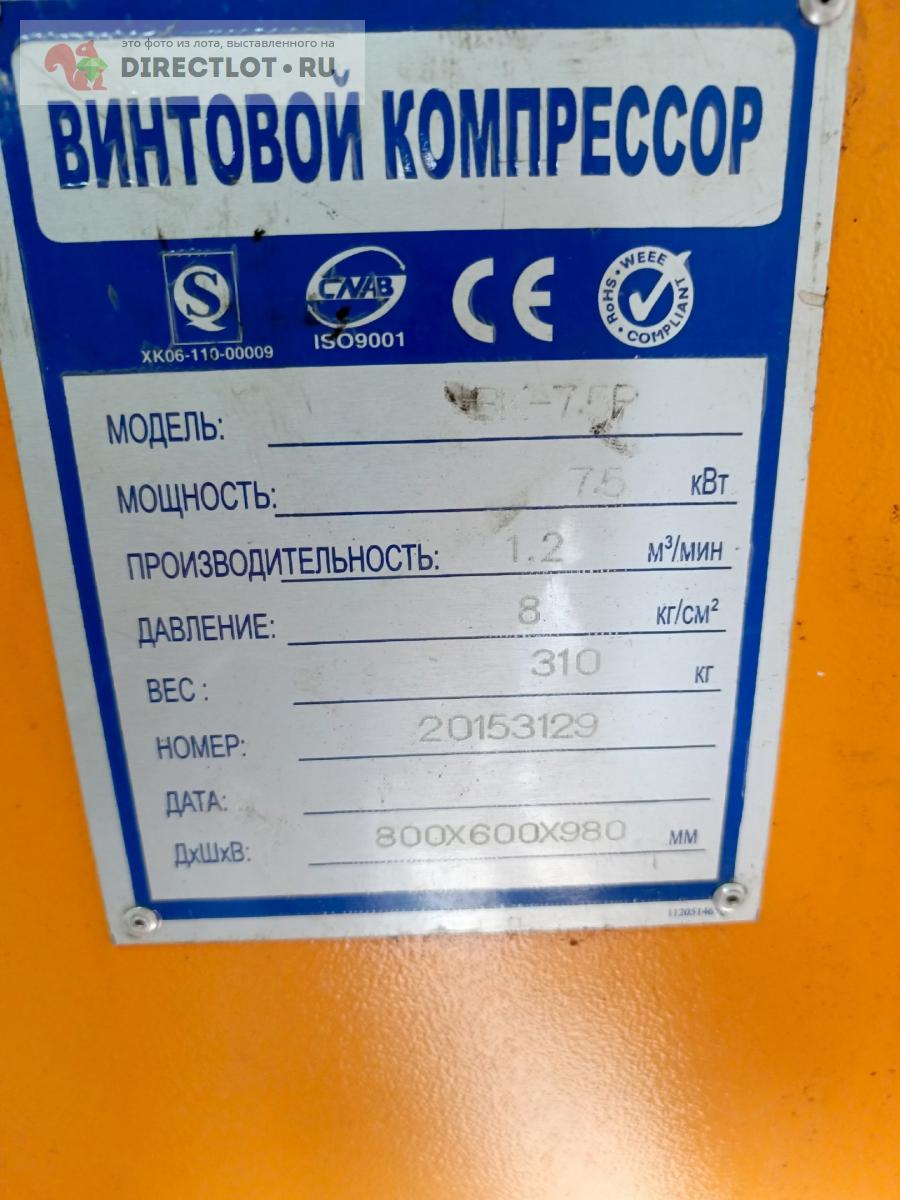 это фото из лота, выставленного на
DIRECTLOT·RU
ВИНТОВОЙ КОМПРЕССОР
S
CNAB
CE
RoHS · WEEE · COMPLIANT
XK06-110-00009
ISO9001
МОДЕЛЬ:
МОЩНОСТЬ: 7.5 кВт
ПРОИЗВОДИТЕЛЬНОСТЬ: 1.2 м³/мин
ДАВЛЕНИЕ: 8 кг/см²
ВЕС: 310 кг
НОМЕР: 20153129
ДАТА:
ДхШхВ: 800X600X980 мм